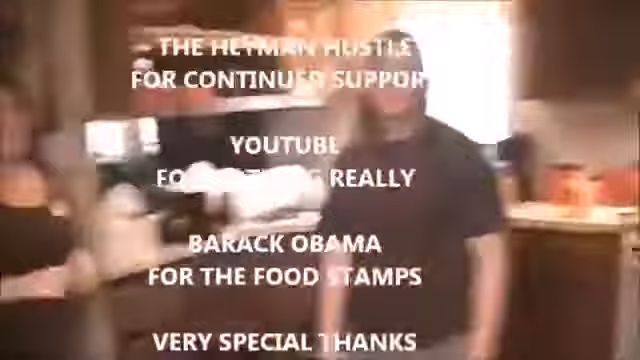 THE HEYMAN HUSTLE
FOR CONTINUED SUPPORT
YOUTUBE
REALLY
BARACK OBAMA
FOR THE FOOD STAMPS
VERY SPECIAL THANKS